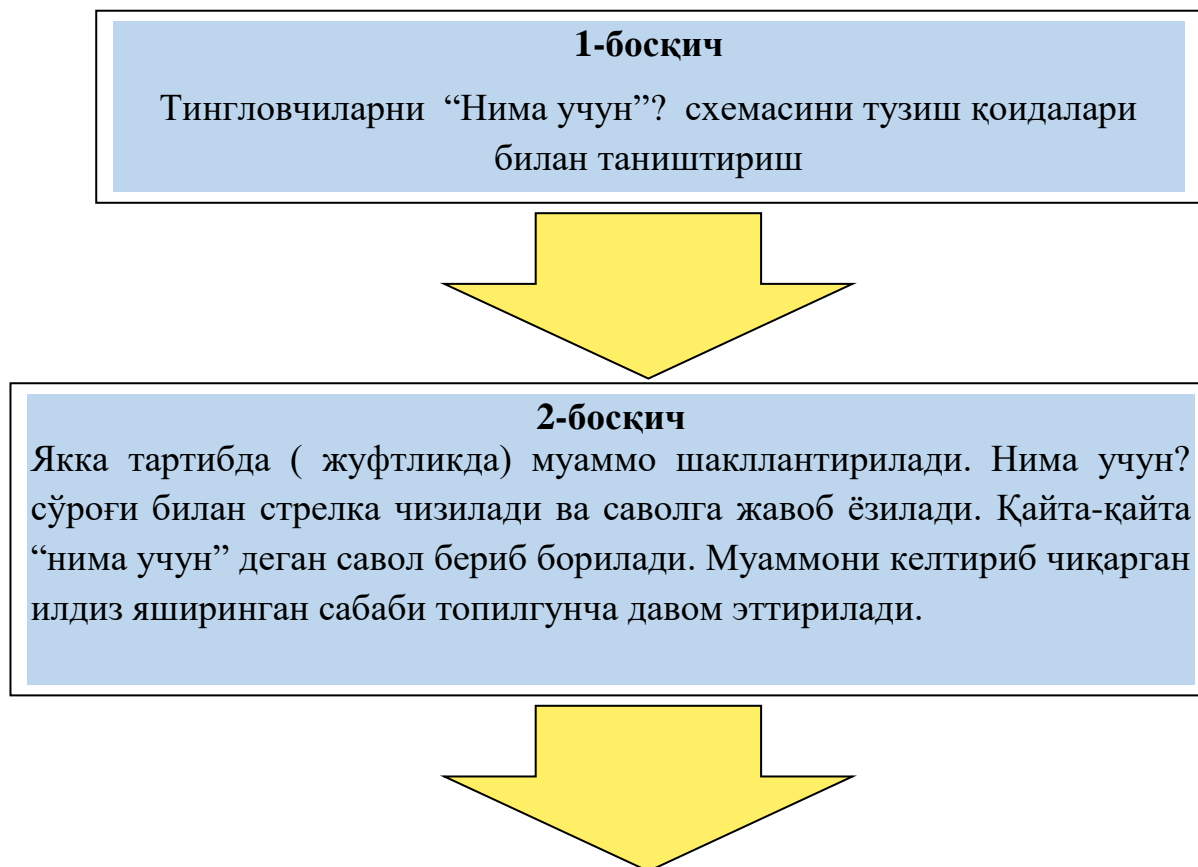 1-босқич
Тингловчиларни “Нима учун”? схемасини тузиш қоидалари
билан таништириш
2-босқич
Якка тартибда ( жуфтликда) муаммо шакллантирилади. Нима учун?
сўроғи билан стрелка чизилади ва саволга жавоб ёзилади. Қайта-қайта
“нима учун” деган савол бериб борилади. Муаммони келтириб чиқарган
илдиз яширинган сабаби топилгунча давом эттирилади.